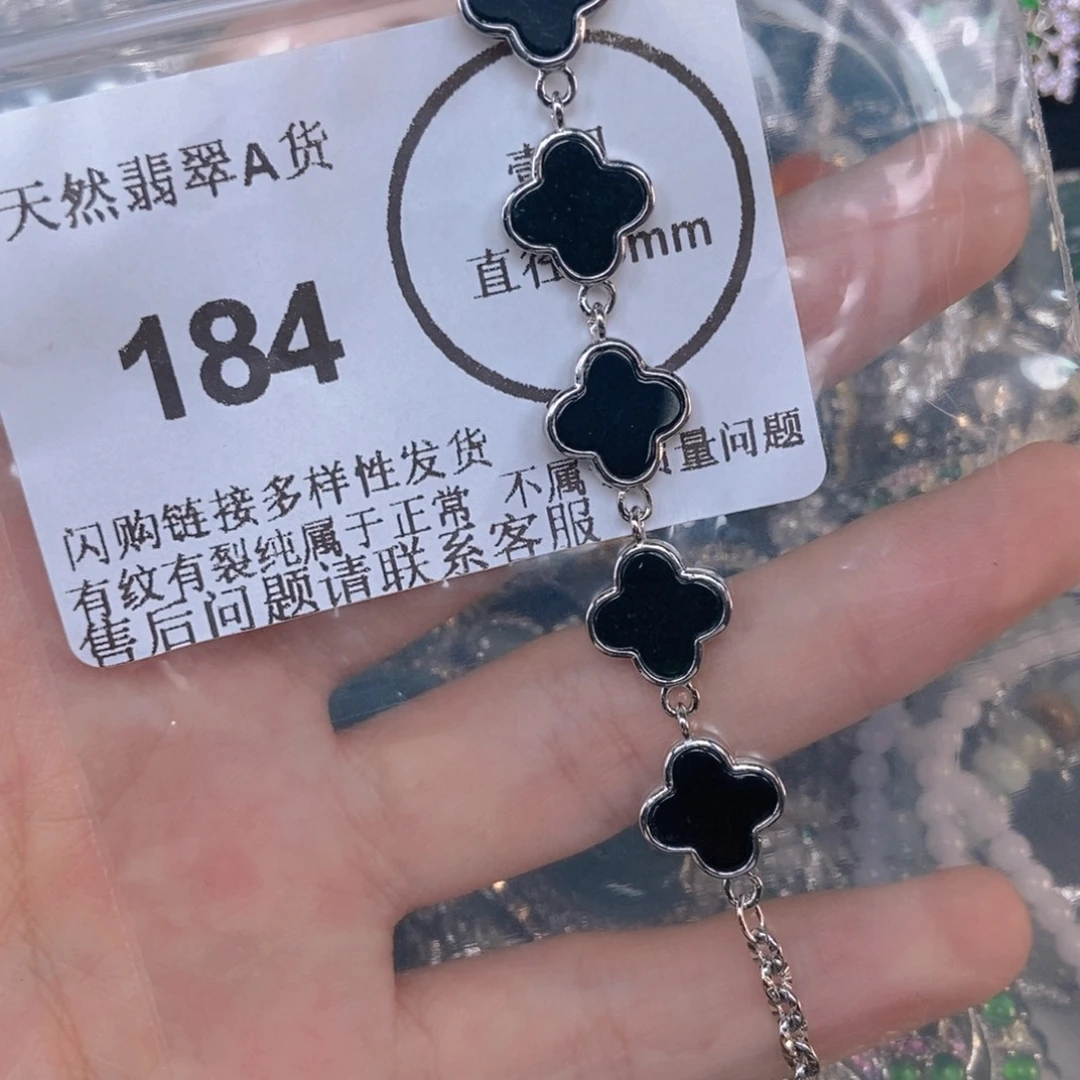 天然翡翠A货
184
直径 mm
闪购链接多样性发货
有纹有裂纯属于正常 不属 量问题
售后问题请联系客服